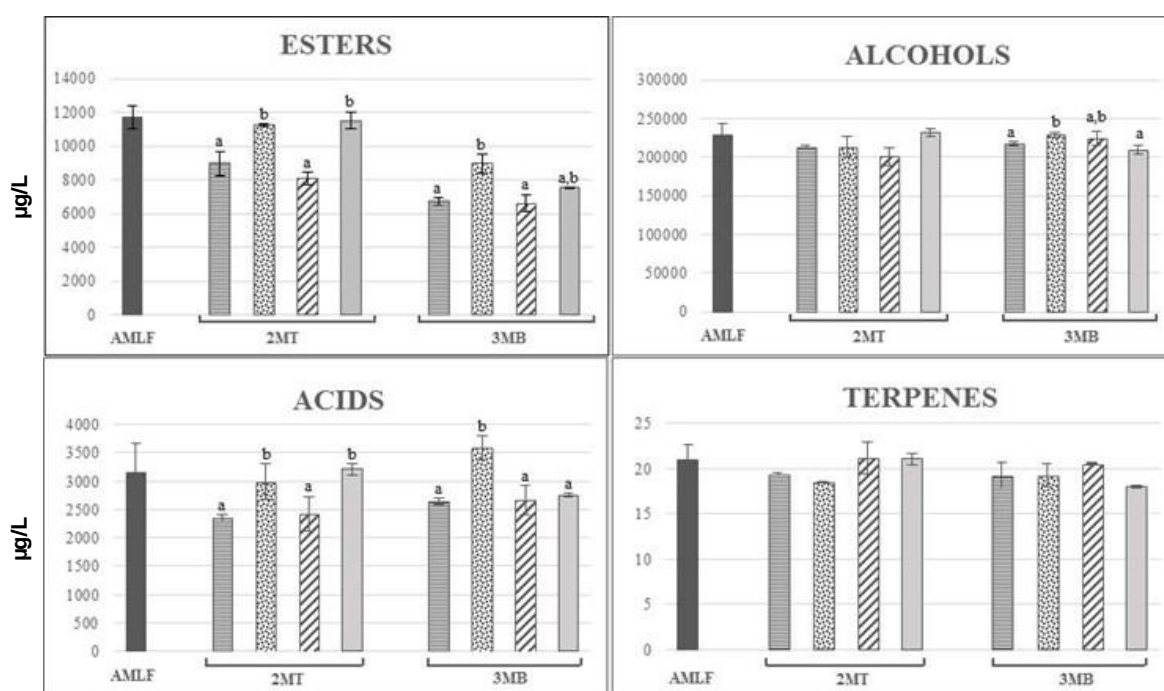 ESTERS
µg/L
14000
12000
10000
8000
6000
4000
2000
0
a
b
a
b
a
b
a
a,b
AMLF 2MT 3MB
ALCOHOLS
300000
250000
200000
150000
100000
50000
0
a
b
a,b
a
AMLF 2MT 3MB
ACIDS
µg/L
4000
3500
3000
2500
2000
1500
1000
500
0
a
b
a
b
a
b
a
a
AMLF 2MT 3MB
TERPENES
25
20
15
10
5
0
AMLF 2MT 3MB